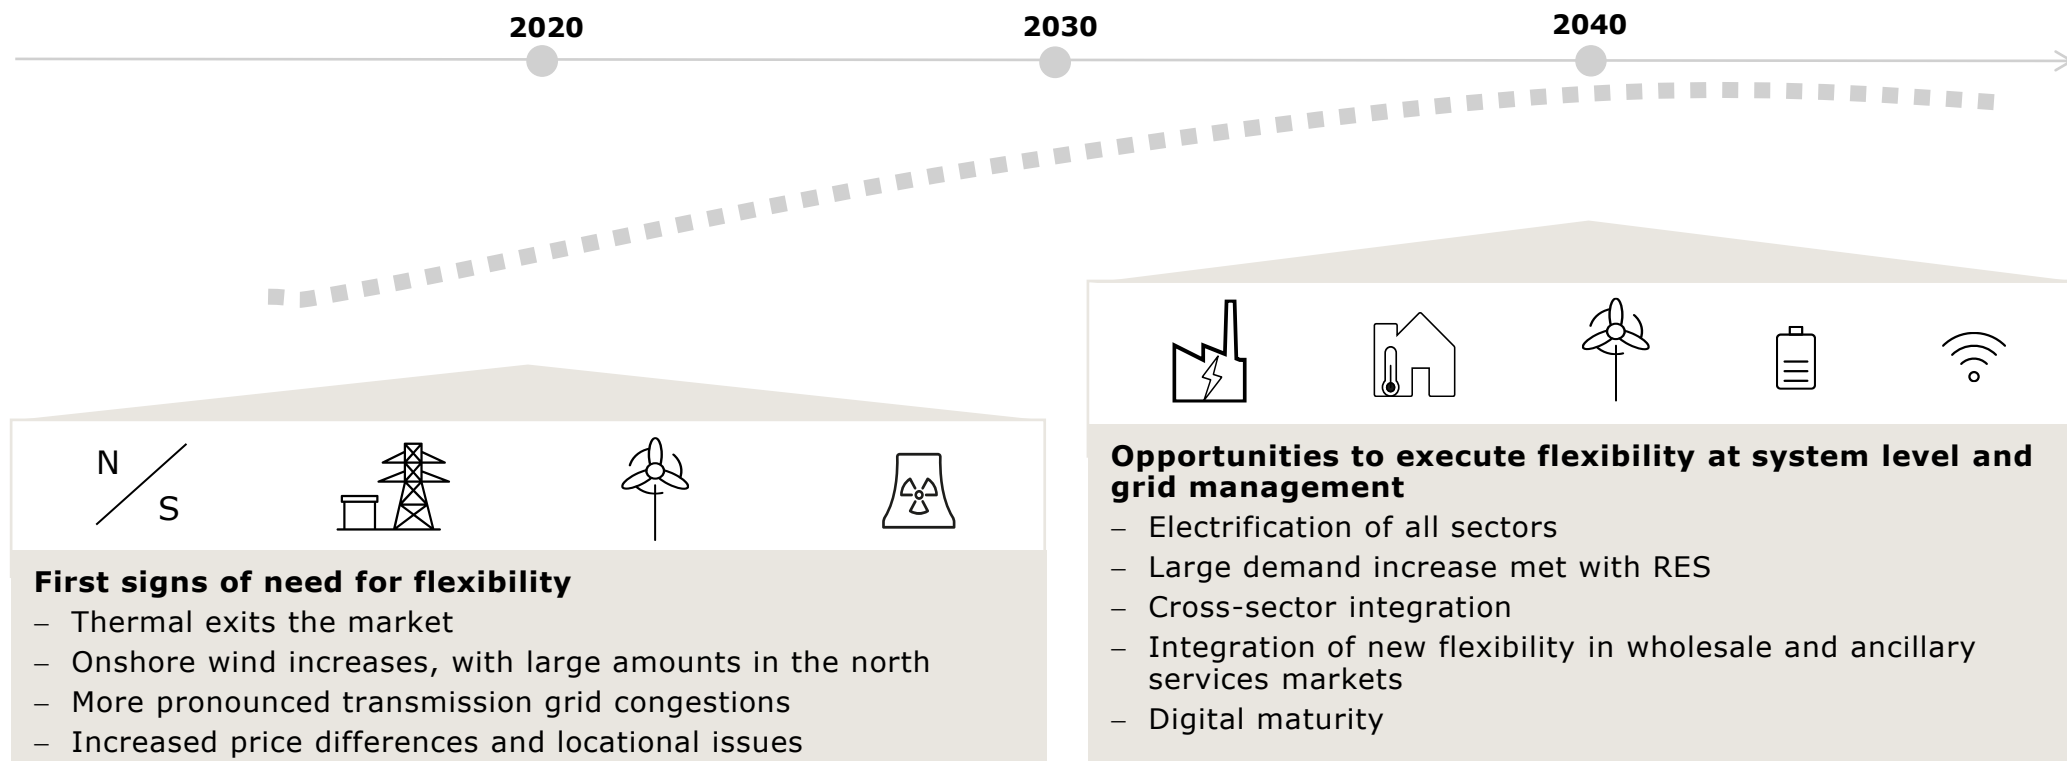 2020
2030
2040
N
S
First signs of need for flexibility
– Thermal exits the market
– Onshore wind increases, with large amounts in the north
– More pronounced transmission grid congestions
– Increased price differences and locational issues
Opportunities to execute flexibility at system level and
grid management
– Electrification of all sectors
– Large demand increase met with RES
– Cross-sector integration
– Integration of new flexibility in wholesale and ancillary
services markets
– Digital maturity